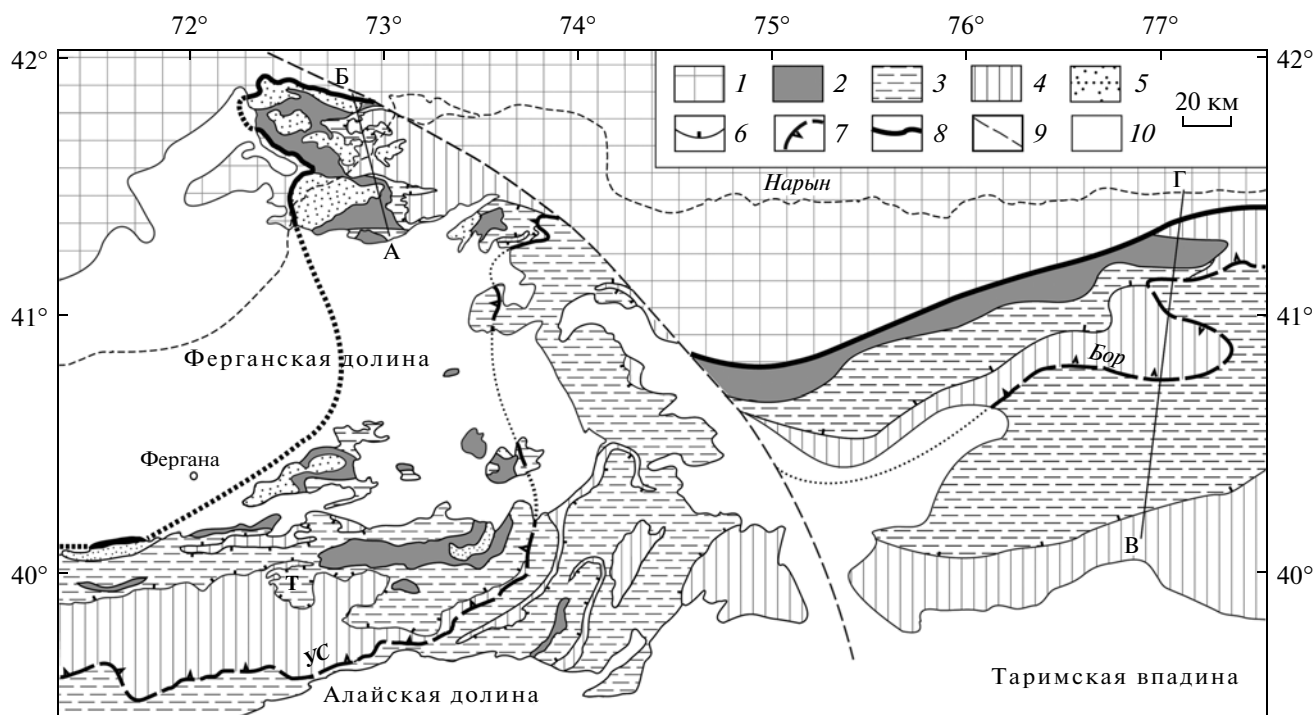 72° 73° 74° 75° 76° 77°
42° 42°
Б
1 2 3 4 5
20 км
6 7 8 9 10
Нарын
Г
А
41° 41°
Ферганская долина
Бор
Фергана
В
40° 40°
Т
УС
Таримская впадина
Алайская долина